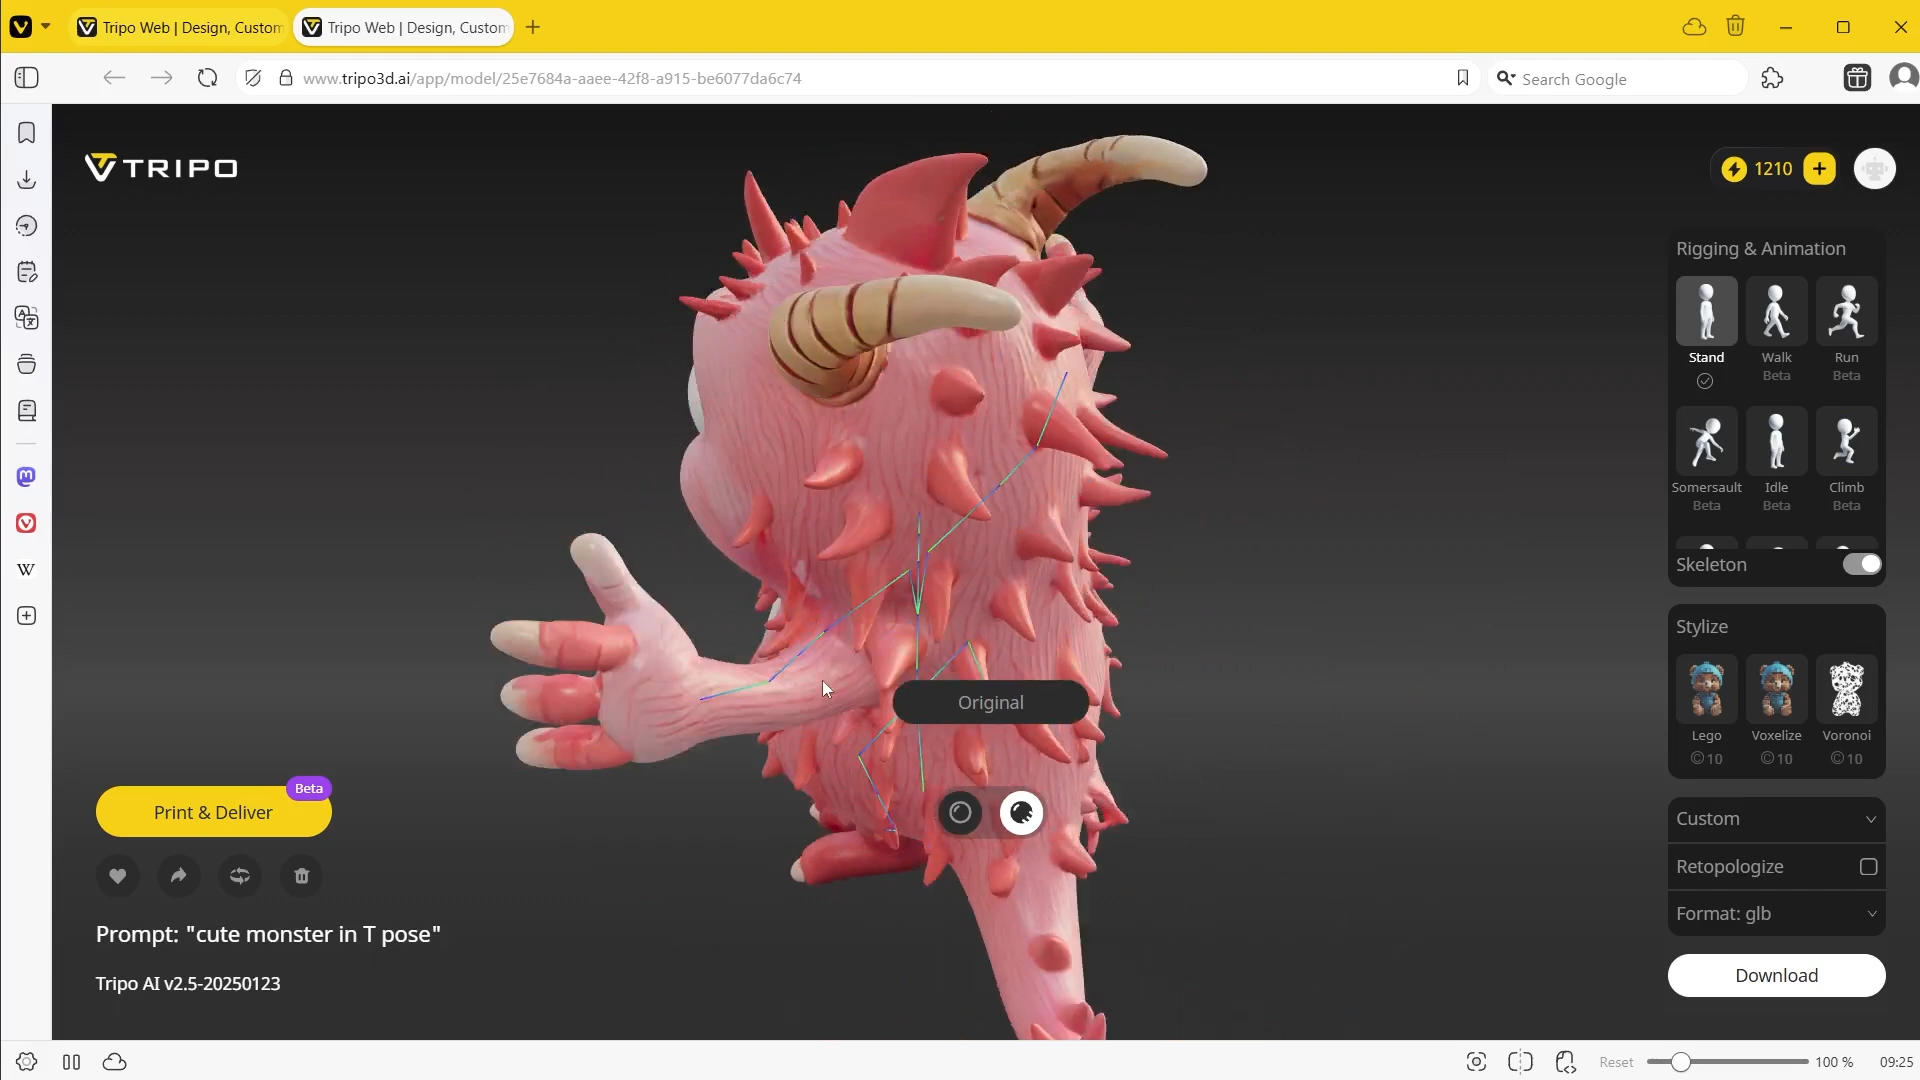 Tripo Web | Design, Custom
Tripo Web | Design, Custom
www.tripo3d.ai/app/model/25e7684a-aaee-42f8-a915-be6077da6c74
Search Google
TRIPO
1210
Rigging & Animation
Stand
Walk
Run
Beta
Beta
Somersault
Idle
Climb
Beta
Beta
Beta
Skeleton
Stylize
Lego
Voxelize
Voronoi
10
10
10
Original
Custom
Retopologize
Format: glb
Download
Beta
Print & Deliver
Prompt: "cute monster in T pose"
Tripo AI v2.5-20250123
W
Reset
100 %
09:25